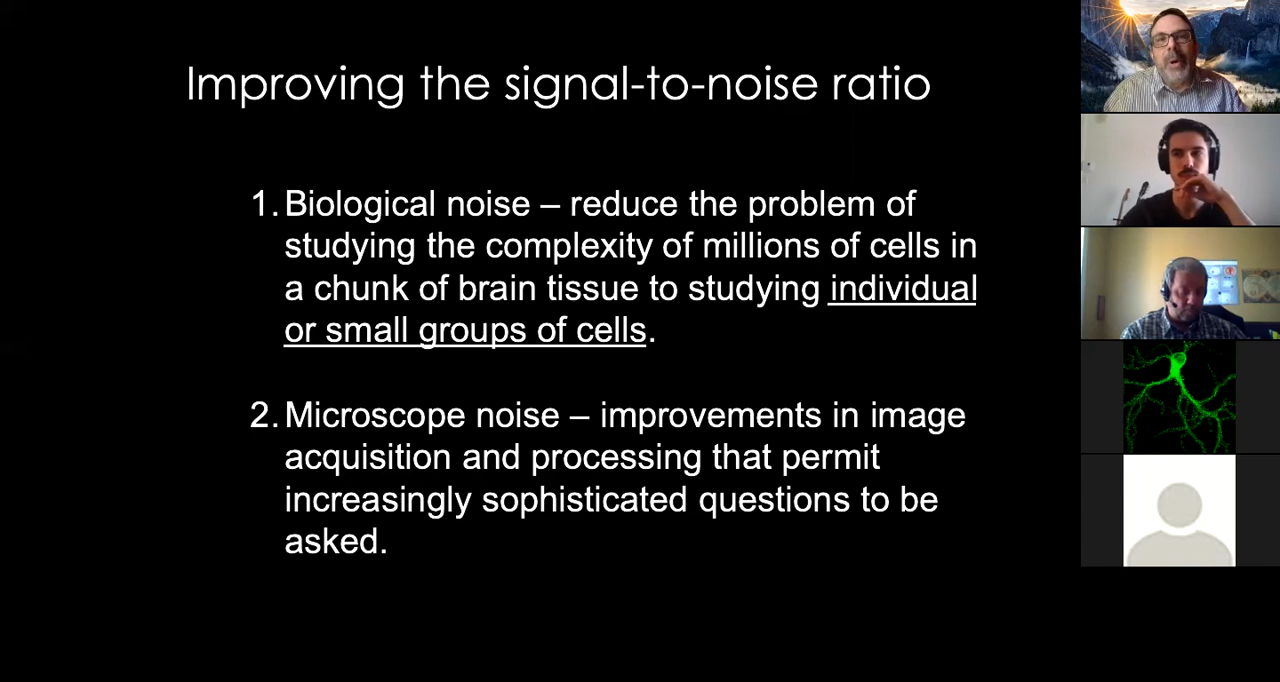 Improving the signal-to-noise ratio
1. Biological noise – reduce the problem of
studying the complexity of millions of cells in
a chunk of brain tissue to studying individual
or small groups of cells.
2. Microscope noise – improvements in image
acquisition and processing that permit
increasingly sophisticated questions to be
asked.